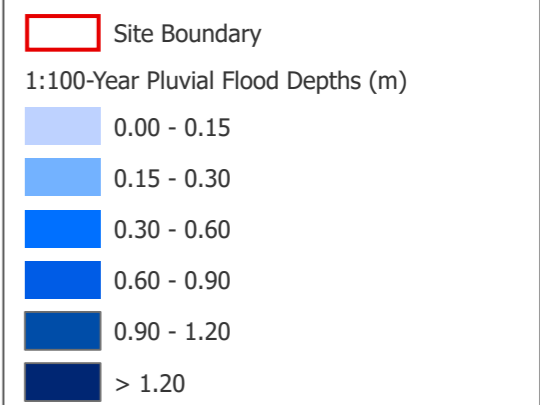 Site Boundary
1:100-Year Pluvial Flood Depths (m)
0.00 - 0.15
0.15 - 0.30
0.30 - 0.60
0.60 - 0.90
0.90 - 1.20
> 1.20